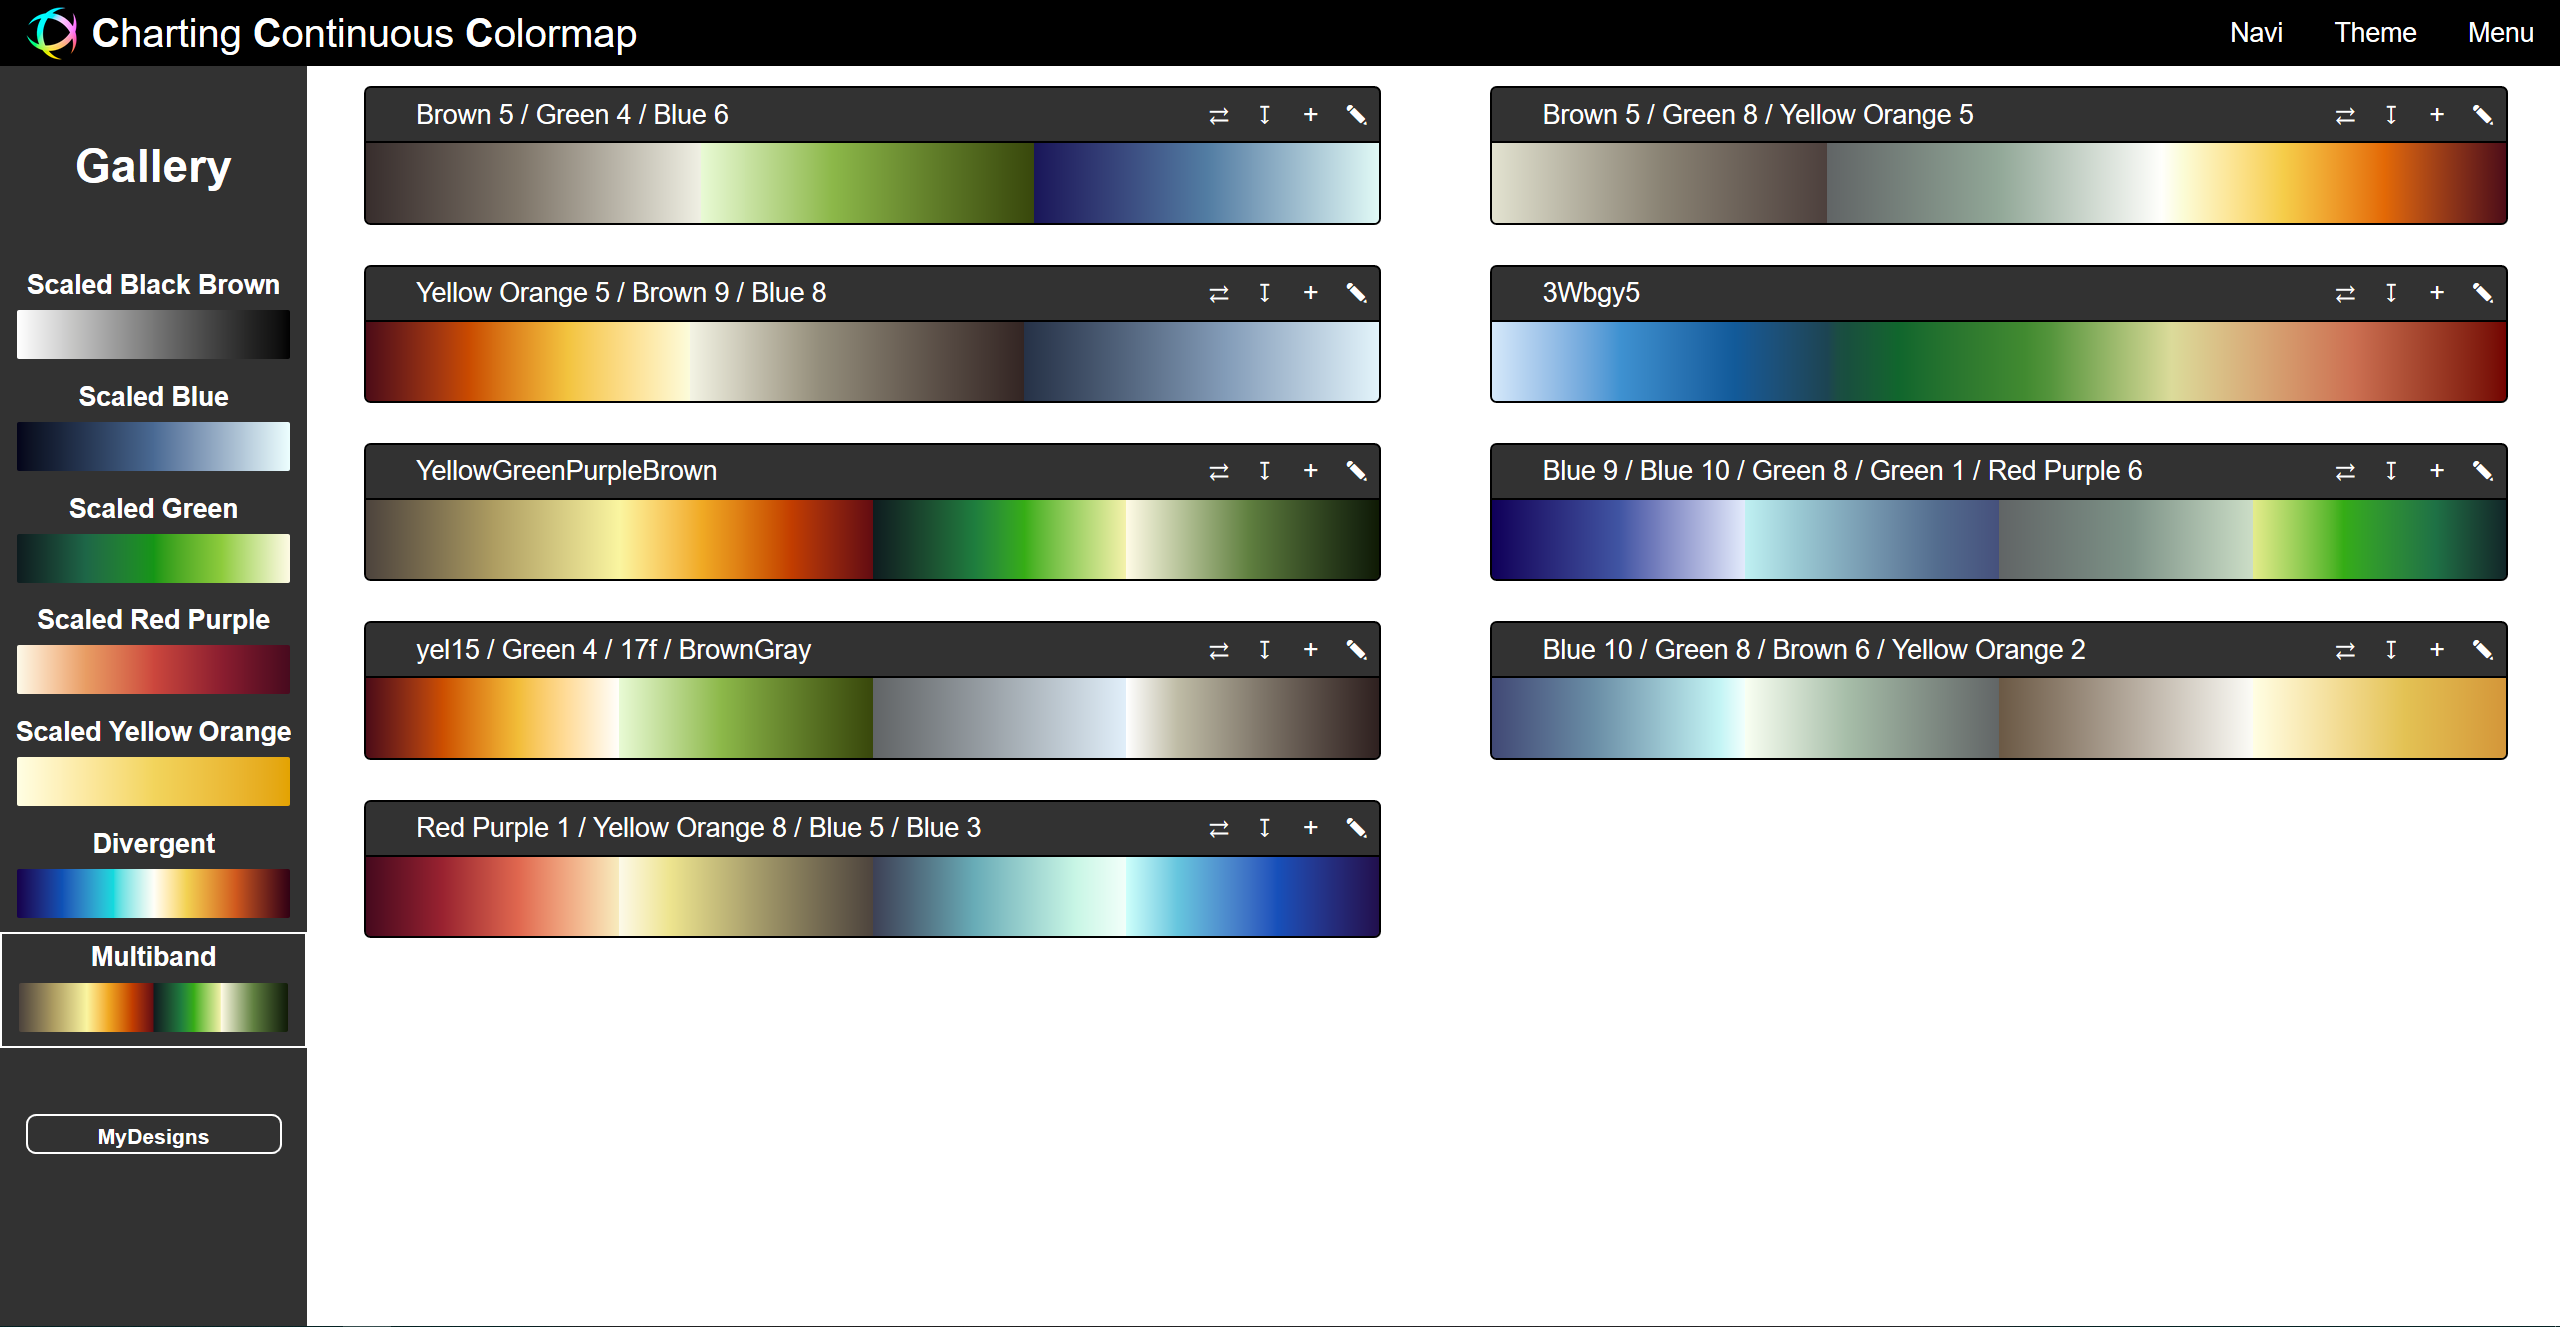 Charting Continuous Colormap
Navi
Theme
Menu
Gallery
Scaled Black Brown
Scaled Blue
Scaled Green
Scaled Red Purple
Scaled Yellow Orange
Divergent
Multiband
MyDesigns
Brown 5 / Green 4 / Blue 6
Brown 5 / Green 8 / Yellow Orange 5
Yellow Orange 5 / Brown 9 / Blue 8
3Wbgy5
YellowGreenPurpleBrown
Blue 9 / Blue 10 / Green 8 / Green 1 / Red Purple 6
yel15 / Green 4 / 17f / BrownGray
Blue 10 / Green 8 / Brown 6 / Yellow Orange 2
Red Purple 1 / Yellow Orange 8 / Blue 5 / Blue 3